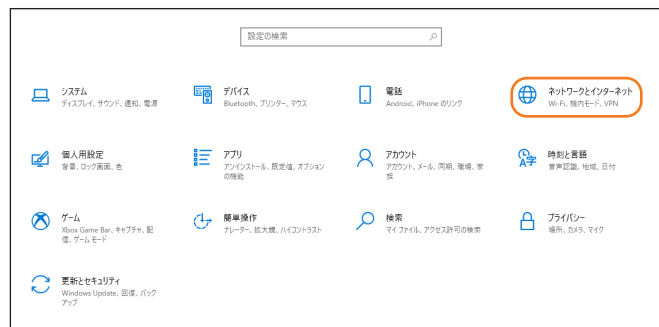 設定の検索
システム
ディスプレイ、サウンド、通知、電源
デバイス
Bluetooth、プリンター、マウス
電話
Android、iPhone のリンク
ネットワークとインターネット
Wi-Fi、機内モード、VPN
個人用設定
背景、ロック画面、色
アプリ
アンインストール、既定値、オプション
の機能
アカウント
アカウント、メール、同期、職場、家
族
時刻と言語
音声認識、地域、日付
ゲーム
Xbox Game Bar、キャプチャ、配
信、ゲーム モード
簡単操作
ナレーター、拡大鏡、ハイコントラスト
検索
マイ ファイル、アクセス許可の検索
プライバシー
場所、カメラ、マイク
更新とセキュリティ
Windows Update、回復、バック
アップ